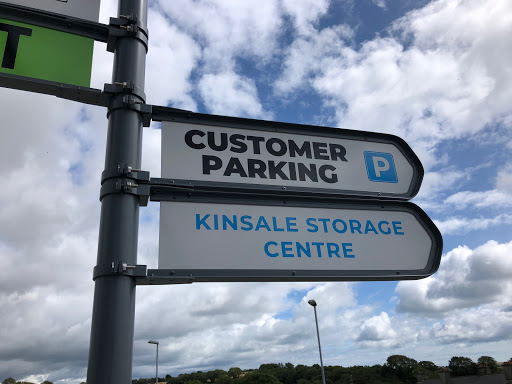 T
CUSTOMER
PARKING
P
KINSALE STORAGE
CENTRE